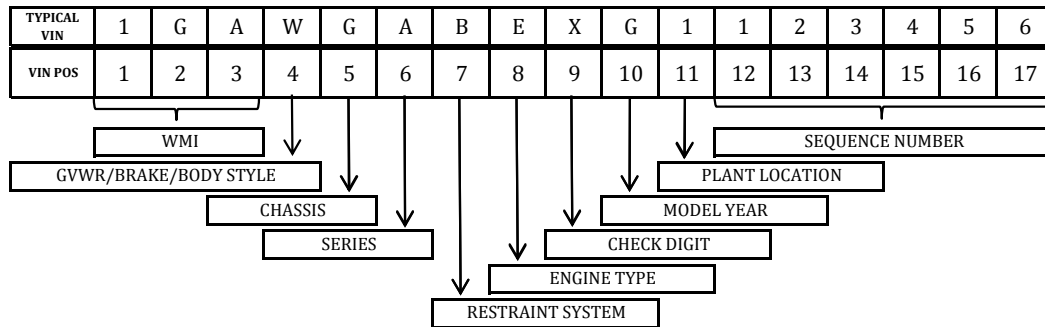 TYPICAL VIN 1 G A W G A B E X G 1 1 2 3 4 5 6
VIN POS 1 2 3 4 5 6 7 8 9 10 11 12 13 14 15 16 17
WMI SEQUENCE NUMBER
GVWR/BRAKE/BODY STYLE PLANT LOCATION
CHASSIS MODEL YEAR
SERIES CHECK DIGIT
ENGINE TYPE
RESTRAINT SYSTEM